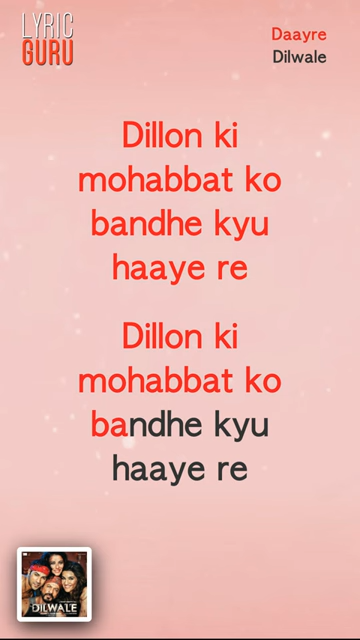 LYRIC
GURU
Daayre
Dilwale
Dillon ki
mohabbat ko
bandhe kyu
haaye re
Dillon ki
mohabbat ko
bandhe kyu
haaye re
DILWALE